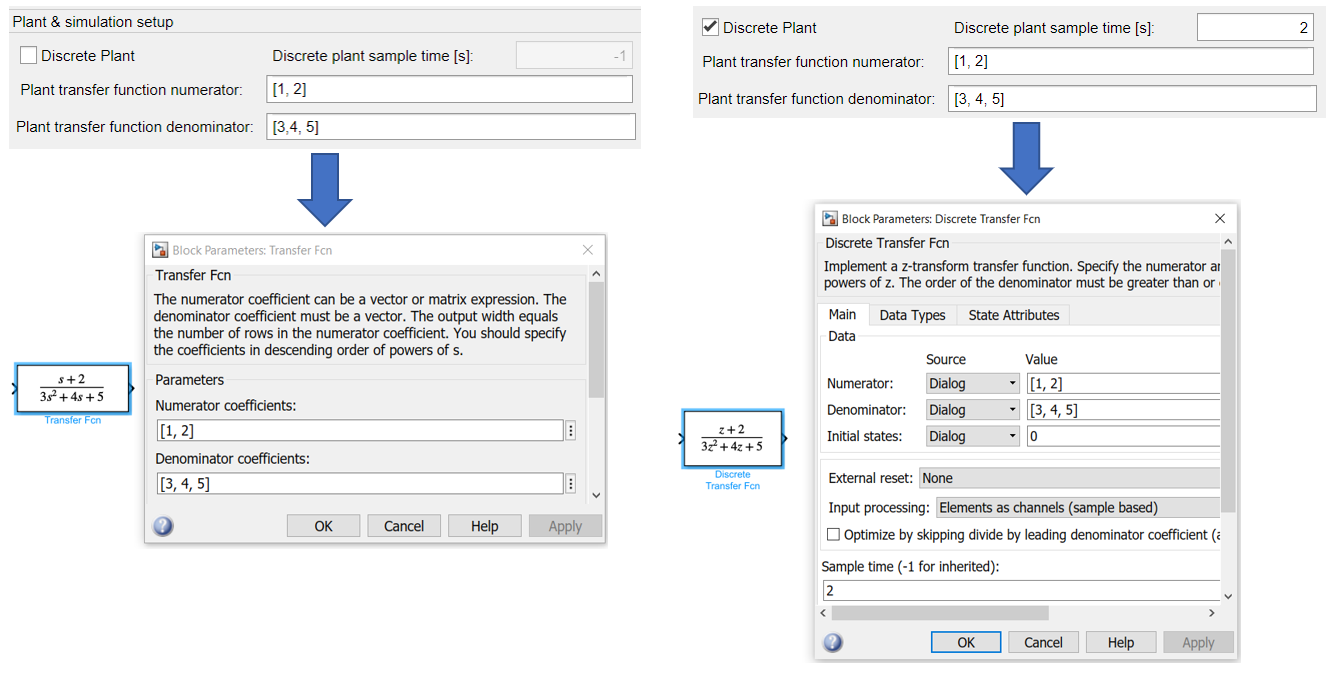 Plant & simulation setup
Discrete Plant
Discrete plant sample time [s]:
-1
Plant transfer function numerator:
[1, 2]
Plant transfer function denominator:
[3,4, 5]
Block Parameters: Transfer Fcn
Transfer Fcn
The numerator coefficient can be a vector or matrix expression. The
denominator coefficient must be a vector. The output width equals
the number of rows in the numerator coefficient. You should specify
the coefficients in descending order of powers of s.
Parameters
Numerator coefficients:
[1, 2]
Denominator coefficients:
[3, 4, 5]
OK
Cancel
Help
Apply
s+2
3s²+4s+5
Transfer Fcn
Discrete Plant
Discrete plant sample time [s]:
2
Plant transfer function numerator:
[1, 2]
Plant transfer function denominator:
[3, 4, 5]
Block Parameters: Discrete Transfer Fcn
Discrete Transfer Fcn
Implement a z-transform transfer function. Specify the numerator
powers of z. The order of the denominator must be greater than or
Main
Data Types
State Attributes
Data
Source
Value
Numerator:
Dialog
[1, 2]
Denominator:
Dialog
[3, 4, 5]
Initial states:
Dialog
0
External reset:
None
Input processing:
Elements as channels (sample based)
Optimize by skipping divide by leading denominator coefficient
Sample time (-1 for inherited):
2
OK
Cancel
Help
Apply
z+2
3z²+4z+5
Discrete
Transfer Fcn